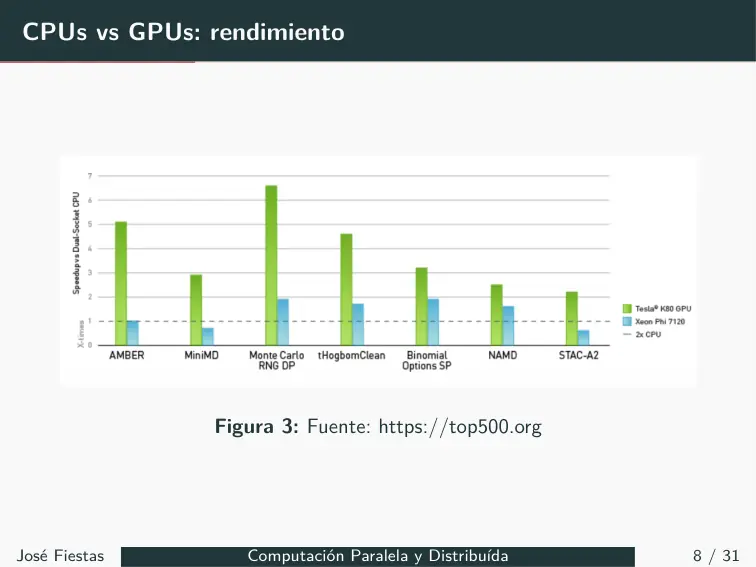 CPUs vs GPUs: rendimiento
Speedup vs Dual-Socket CPU
X-times
7
6
5
4
3
2
1
0
AMBER
MiniMD
Monte Carlo
RNG DP
tHogbomClean
Binomial
Options SP
NAMD
STAC-A2
Tesla® K80 GPU
Xeon Phi 7120
2x CPU
Figura 3: Fuente: https://top500.org
José Fiestas
Computación Paralela y Distribuída
8 / 31